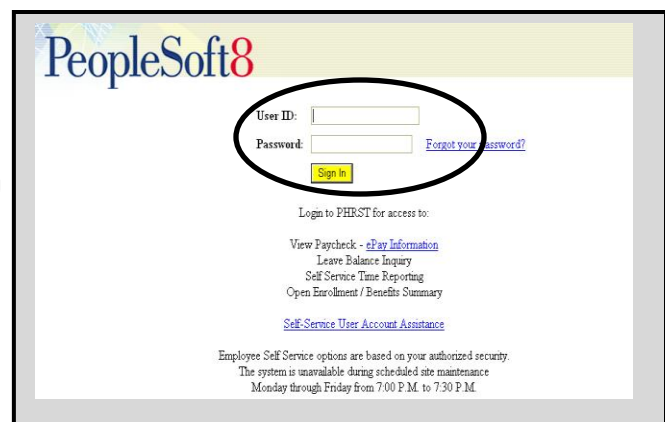 PeopleSoft8
User ID:
Password: Forgot your password?
Sign In
Login to PHRST for access to:
View Paycheck - ePay Information
Leave Balance Inquiry
Self Service Time Reporting
Open Enrollment / Benefits Summary
Self-Service User Account Assistance
Employee Self Service options are based on your authorized security.
The system is unavailable during scheduled site maintenance
Monday through Friday from 7:00 P.M. to 7:30 P.M.